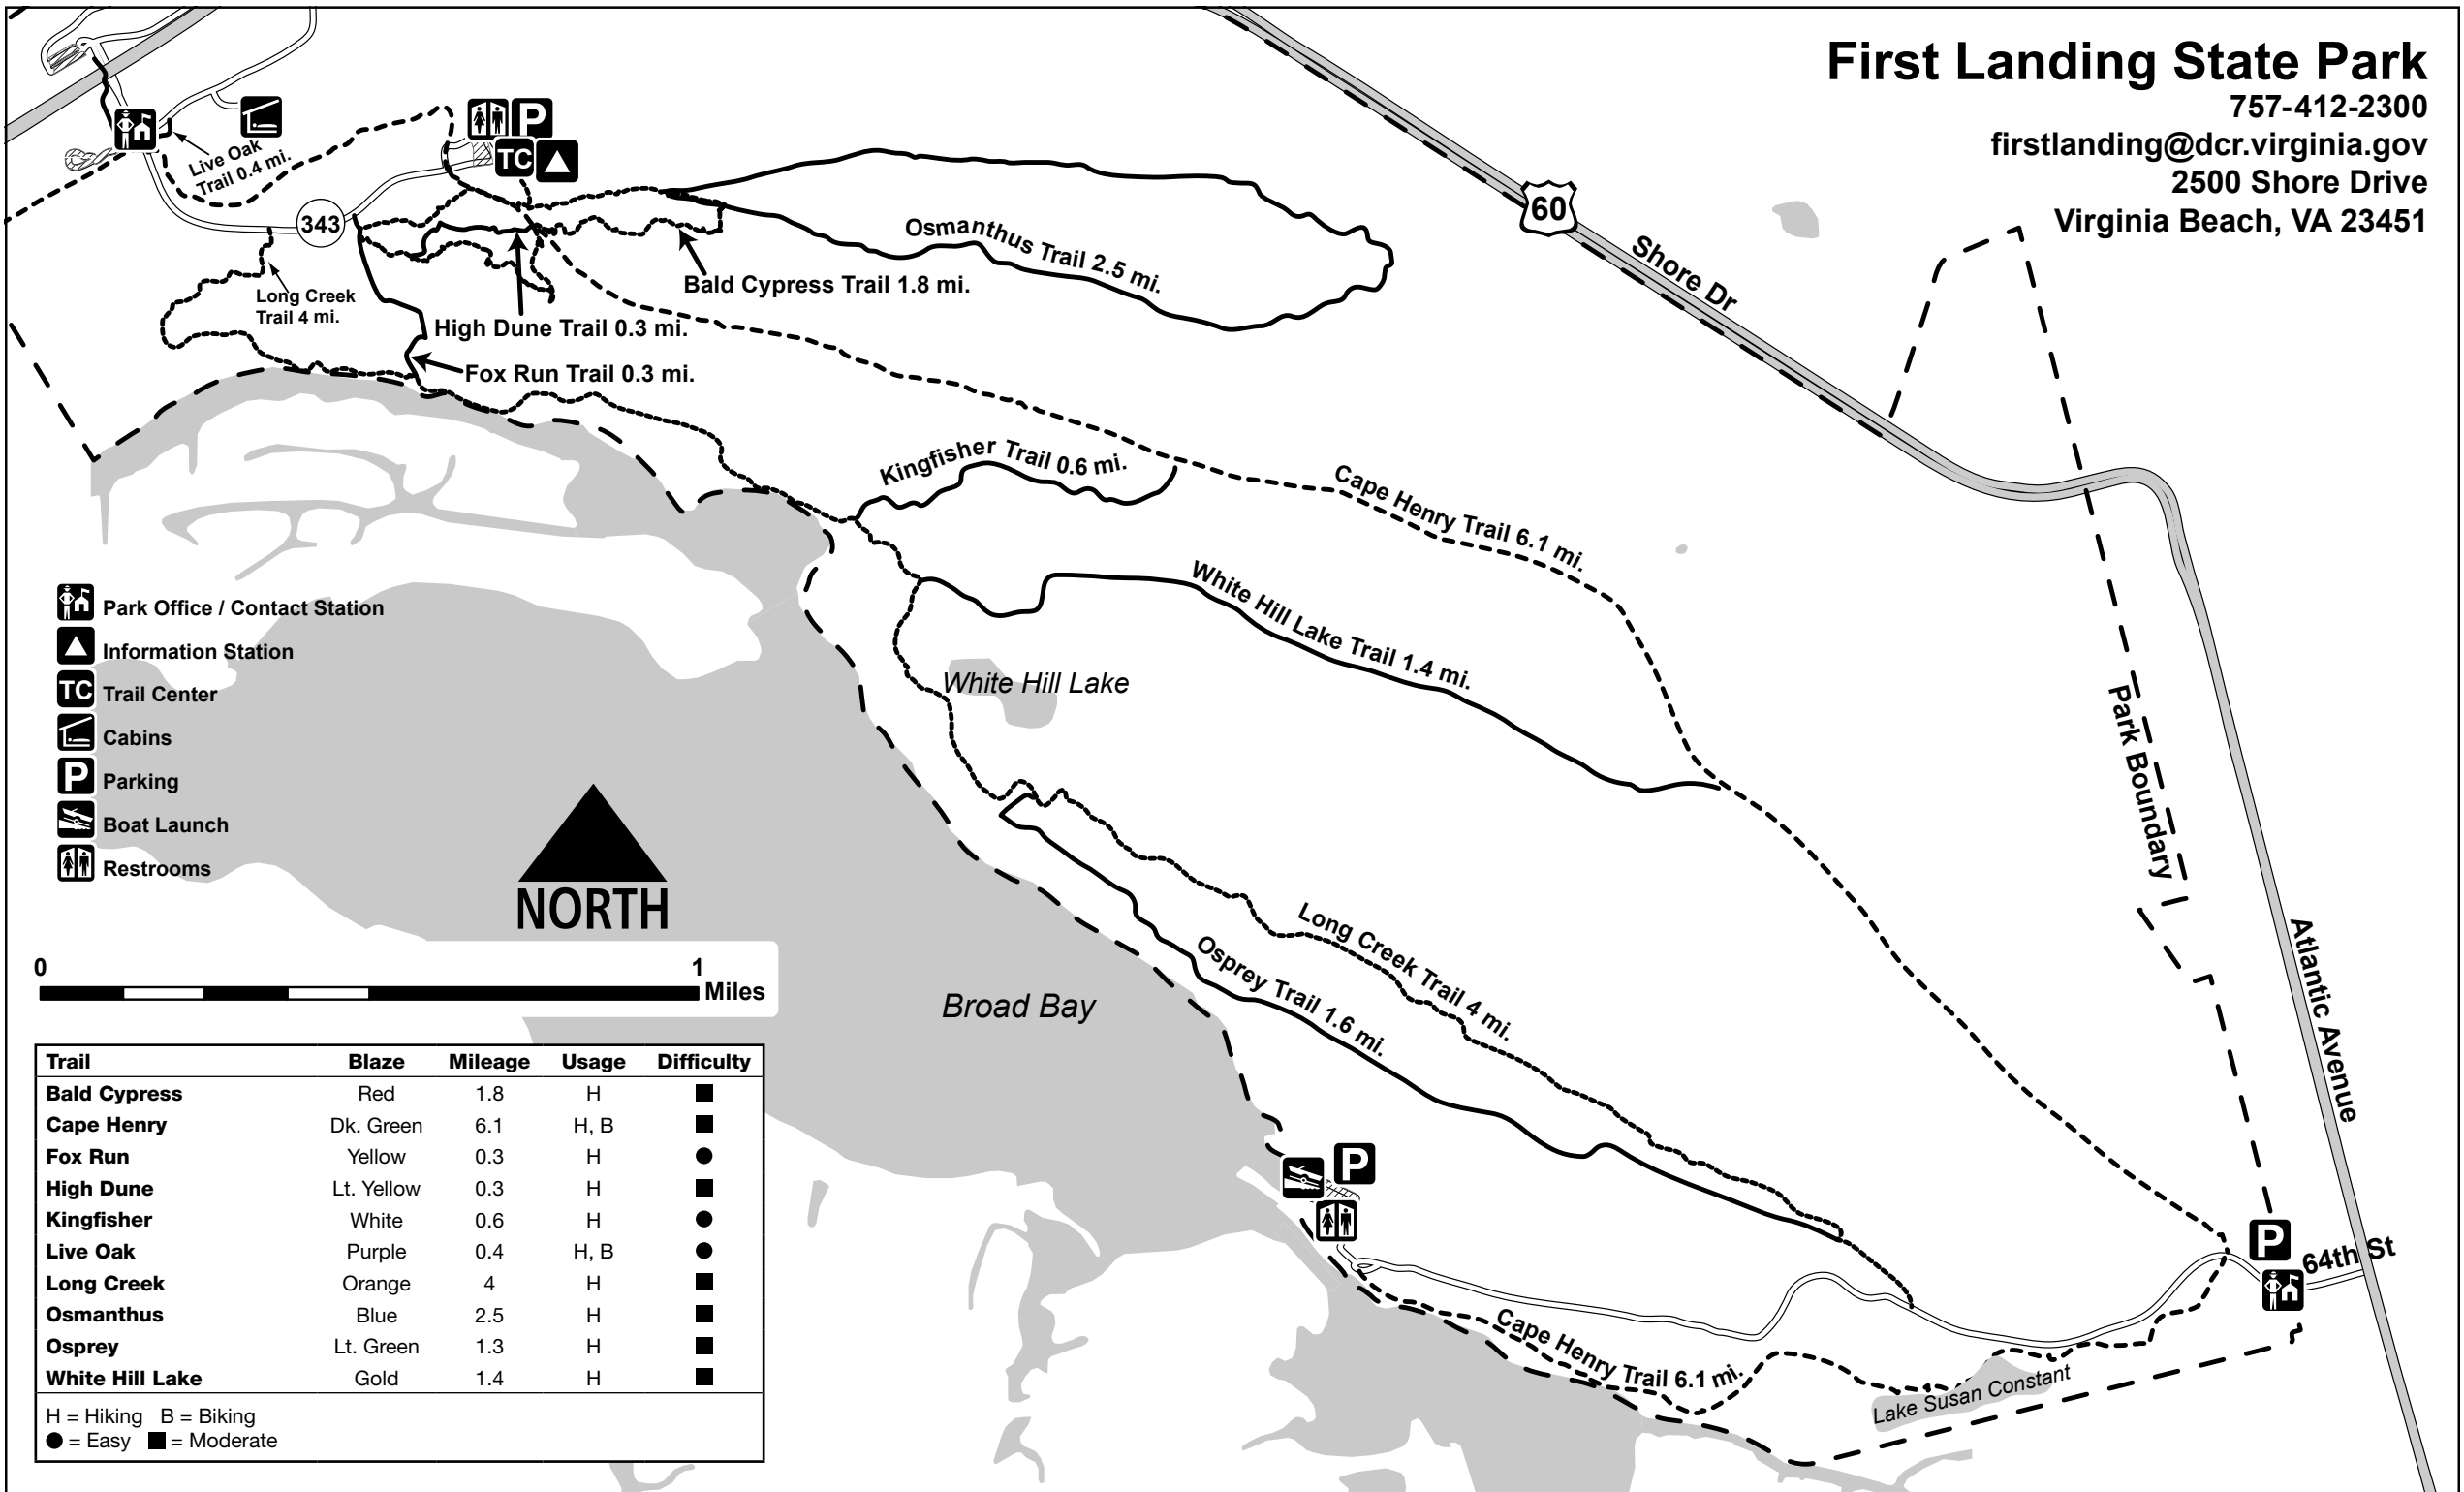 First Landing State Park
757-412-2300
firstlanding@dcr.virginia.gov
2500 Shore Drive
Virginia Beach, VA 23451
Live Oak
Trail 0.4 mi.
P
TC
343
60
Shore Dr
Osmanthus Trail 2.5 mi.
Bald Cypress Trail 1.8 mi.
Long Creek
Trail 4 mi.
High Dune Trail 0.3 mi.
Fox Run Trail 0.3 mi.
Kingfisher Trail 0.6 mi.
Cape Henry Trail 6.1 mi.
White Hill Lake Trail 1.4 mi.
White Hill Lake
Park Boundary
Park Office / Contact Station
Information Station
TC Trail Center
Cabins
P Parking
Boat Launch
Restrooms
NORTH
0 1
Miles
Broad Bay
Long Creek Trail 4 mi.
Osprey Trail 1.6 mi.
Atlantic Avenue
P
P
64th St
Cape Henry Trail 6.1 mi.
Lake Susan Constant
Trail Blaze Mileage Usage Difficulty
Bald Cypress Red 1.8 H ■
Cape Henry Dk. Green 6.1 H, B ■
Fox Run Yellow 0.3 H ●
High Dune Lt. Yellow 0.3 H ■
Kingfisher White 0.6 H ●
Live Oak Purple 0.4 H, B ●
Long Creek Orange 4 H ■
Osmanthus Blue 2.5 H ■
Osprey Lt. Green 1.3 H ■
White Hill Lake Gold 1.4 H ■
H = Hiking B = Biking
● = Easy ■ = Moderate